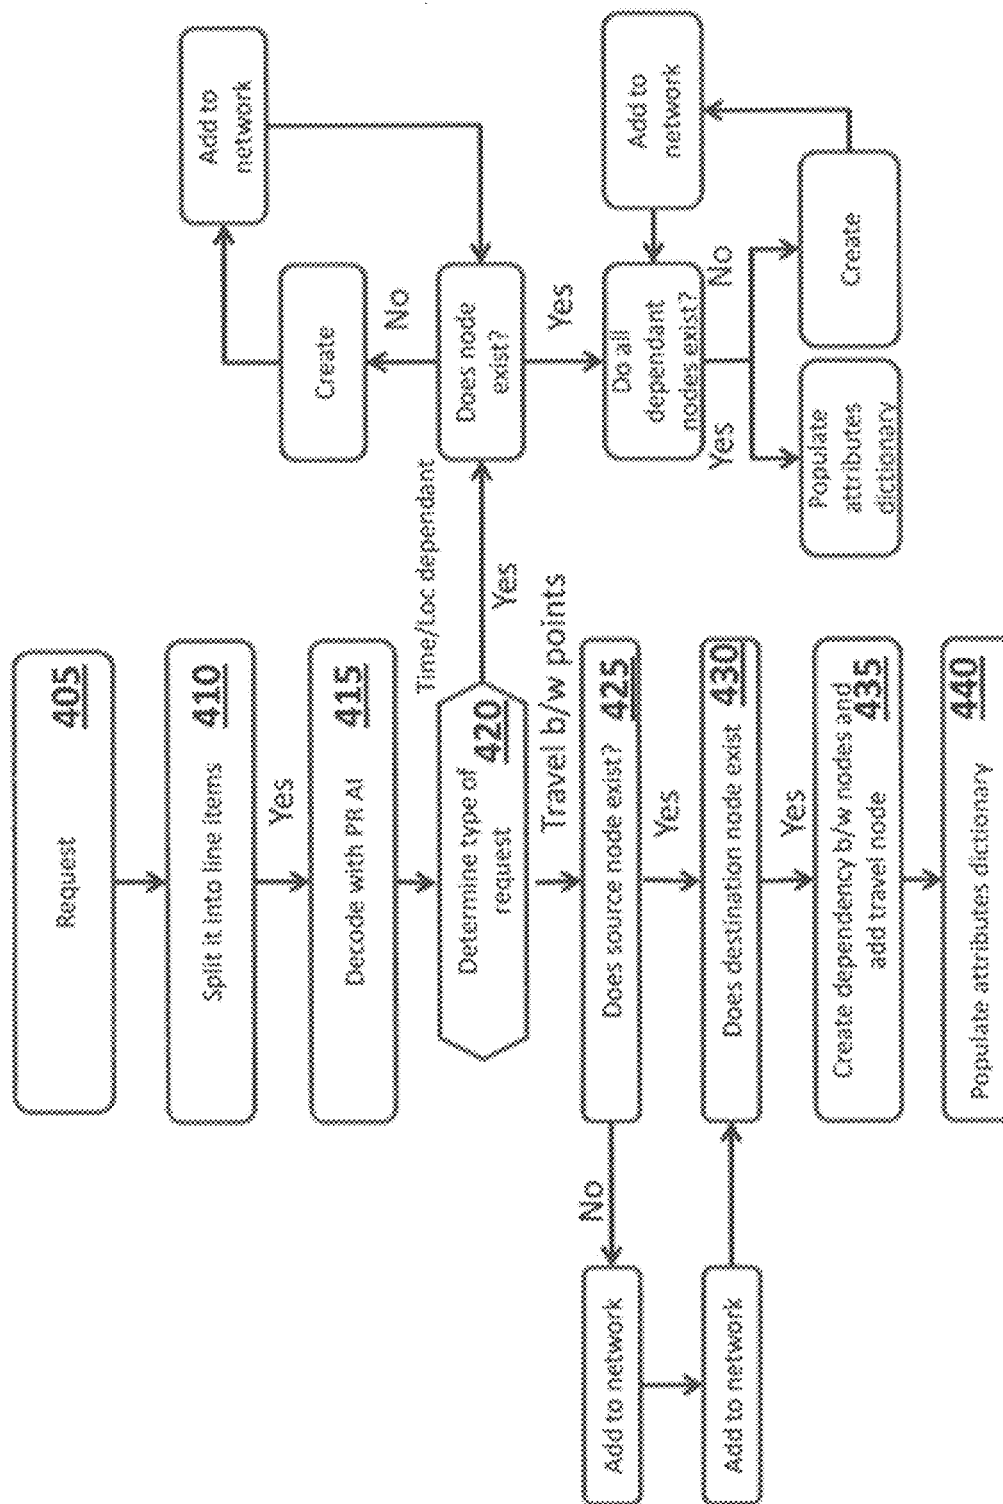 Request
405
Split it into line items
410
Yes
Decode with PR AI
415
Determine type of
request
420
Time/Loc dependant
Yes
Does node
exist?
No
Create
Add to
network
Yes
Do all
dependant
nodes exist?
Yes
No
Populate
attributes
dictionary
Create
Add to
network
Travel b/w points
Does source node exist?
425
No
Add to network
Add to network
Yes
Does destination node exist
430
Yes
Create dependency b/w nodes and
add travel node
435
Populate attributes dictionary
440